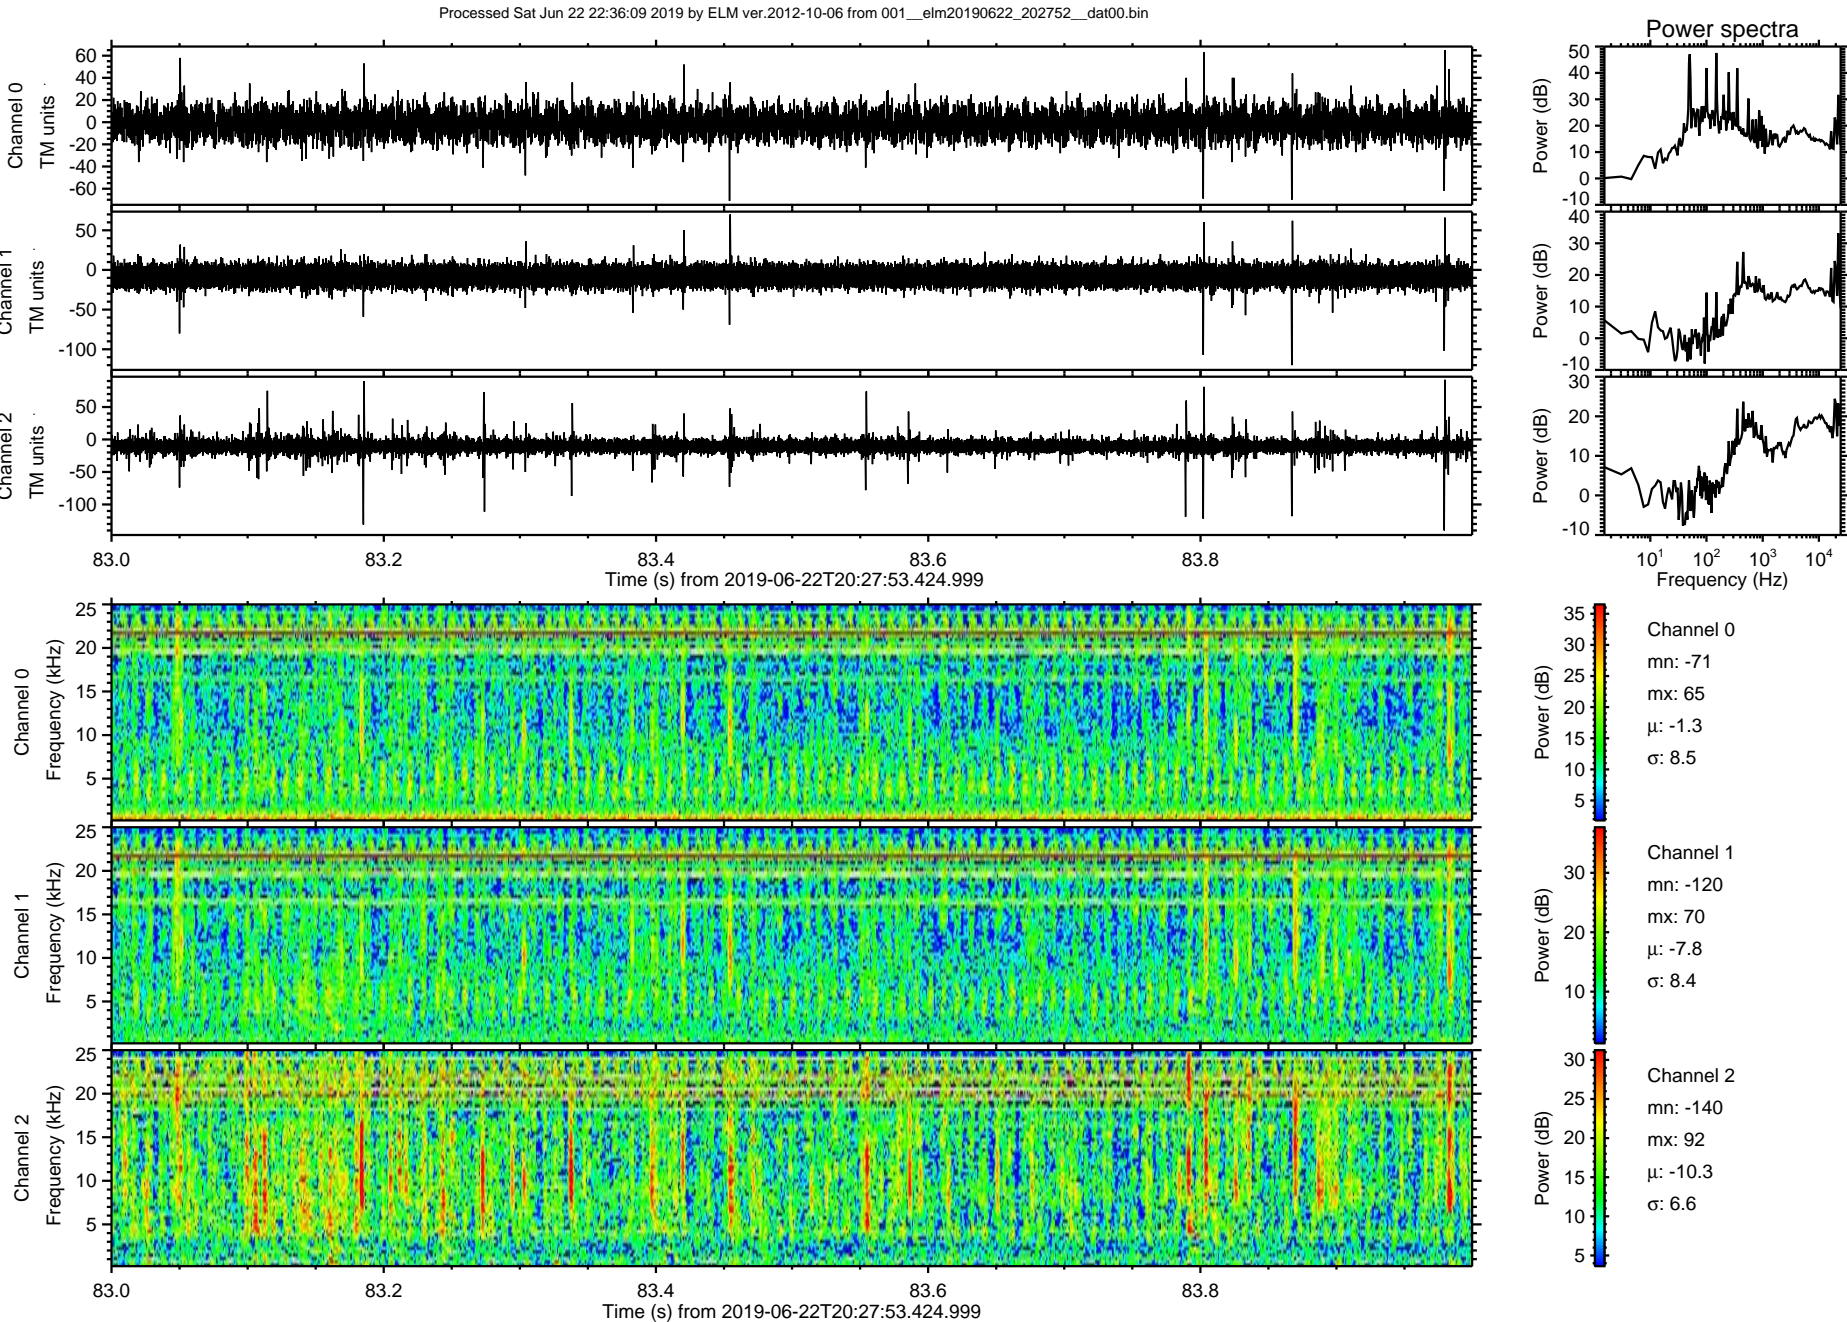 Processed Sat Jun 22 22:36:09 2019 by ELM ver.2012-10-06 from 001__elm20190622_202752__dat00.bin
Power spectra
Channel 0
TM units
60
40
20
0
-20
-40
-60
Power (dB)
50
40
30
20
10
0
-10
Channel 1
TM units
50
0
-50
-100
Power (dB)
40
30
20
10
0
-10
Channel 2
TM units
50
0
-50
-100
Power (dB)
30
20
10
0
-10
83.0 83.2 83.4 83.6 83.8
Time (s) from 2019-06-22T20:27:53.424.999
10¹ 10² 10³ 10⁴
Frequency (Hz)
Channel 0
Frequency (kHz)
25
20
15
10
5
Power (dB)
35
30
25
20
15
10
5
Channel 0
mn: -71
mx: 65
μ: -1.3
σ: 8.5
Channel 1
Frequency (kHz)
25
20
15
10
5
Power (dB)
30
20
10
Channel 1
mn: -120
mx: 70
μ: -7.8
σ: 8.4
Channel 2
Frequency (kHz)
25
20
15
10
5
Power (dB)
30
25
20
15
10
5
Channel 2
mn: -140
mx: 92
μ: -10.3
σ: 6.6
83.0 83.2 83.4 83.6 83.8
Time (s) from 2019-06-22T20:27:53.424.999